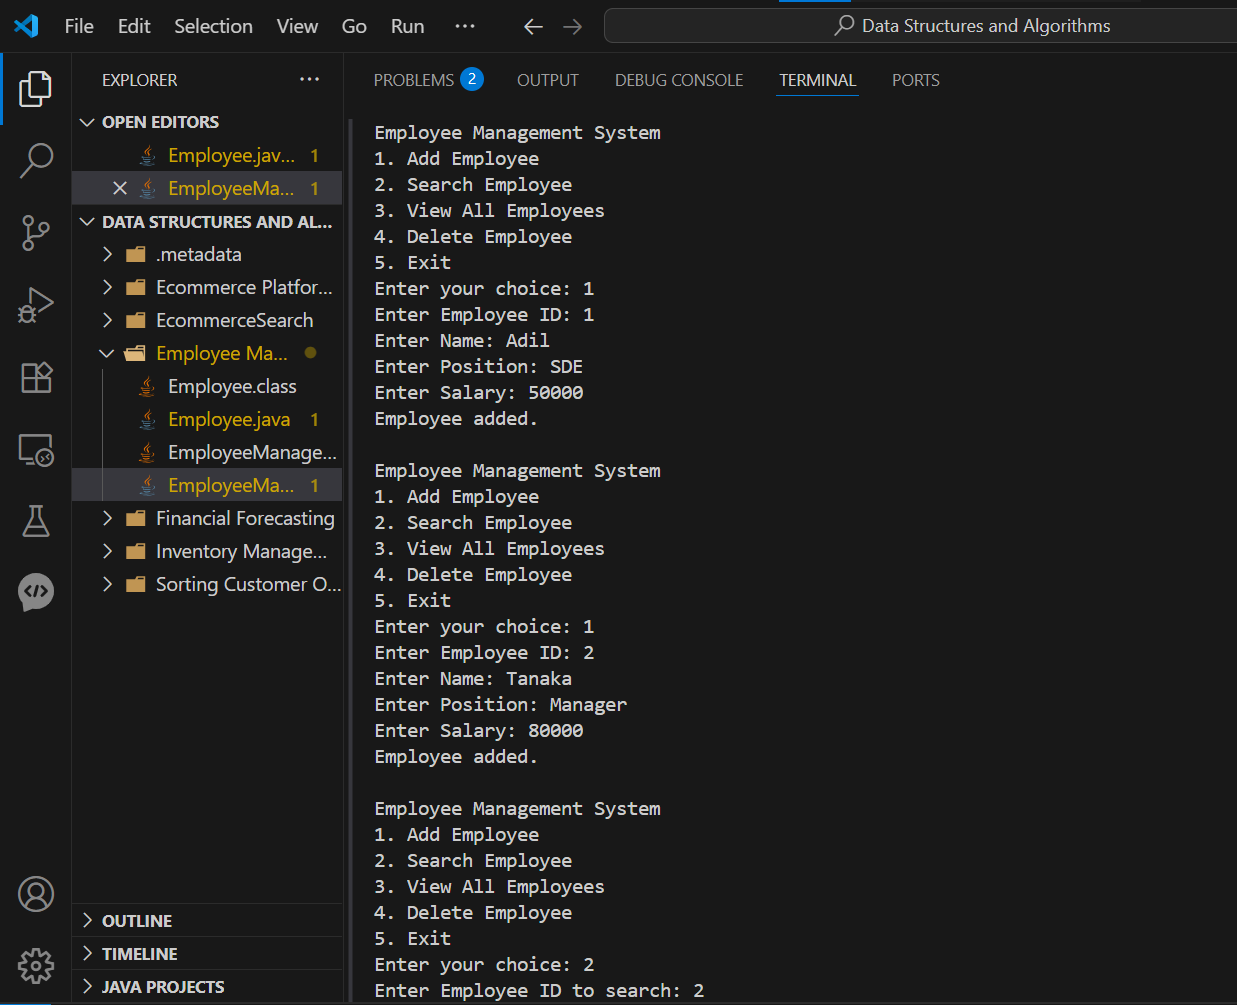 File Edit Selection View Go Run ··· ← → Data Structures and Algorithms
EXPLORER ···
OPEN EDITORS
Employee.jav... 1
EmployeeMa... 1
DATA STRUCTURES AND AL...
.metadata
Ecommerce Platfor...
EcommerceSearch
Employee Ma...
Employee.class
Employee.java 1
EmployeeManage...
EmployeeMa... 1
Financial Forecasting
Inventory Manage...
Sorting Customer O...
OUTLINE
TIMELINE
JAVA PROJECTS
PROBLEMS 2 OUTPUT DEBUG CONSOLE TERMINAL PORTS
Employee Management System
1. Add Employee
2. Search Employee
3. View All Employees
4. Delete Employee
5. Exit
Enter your choice: 1
Enter Employee ID: 1
Enter Name: Adil
Enter Position: SDE
Enter Salary: 50000
Employee added.
Employee Management System
1. Add Employee
2. Search Employee
3. View All Employees
4. Delete Employee
5. Exit
Enter your choice: 1
Enter Employee ID: 2
Enter Name: Tanaka
Enter Position: Manager
Enter Salary: 80000
Employee added.
Employee Management System
1. Add Employee
2. Search Employee
3. View All Employees
4. Delete Employee
5. Exit
Enter your choice: 2
Enter Employee ID to search: 2